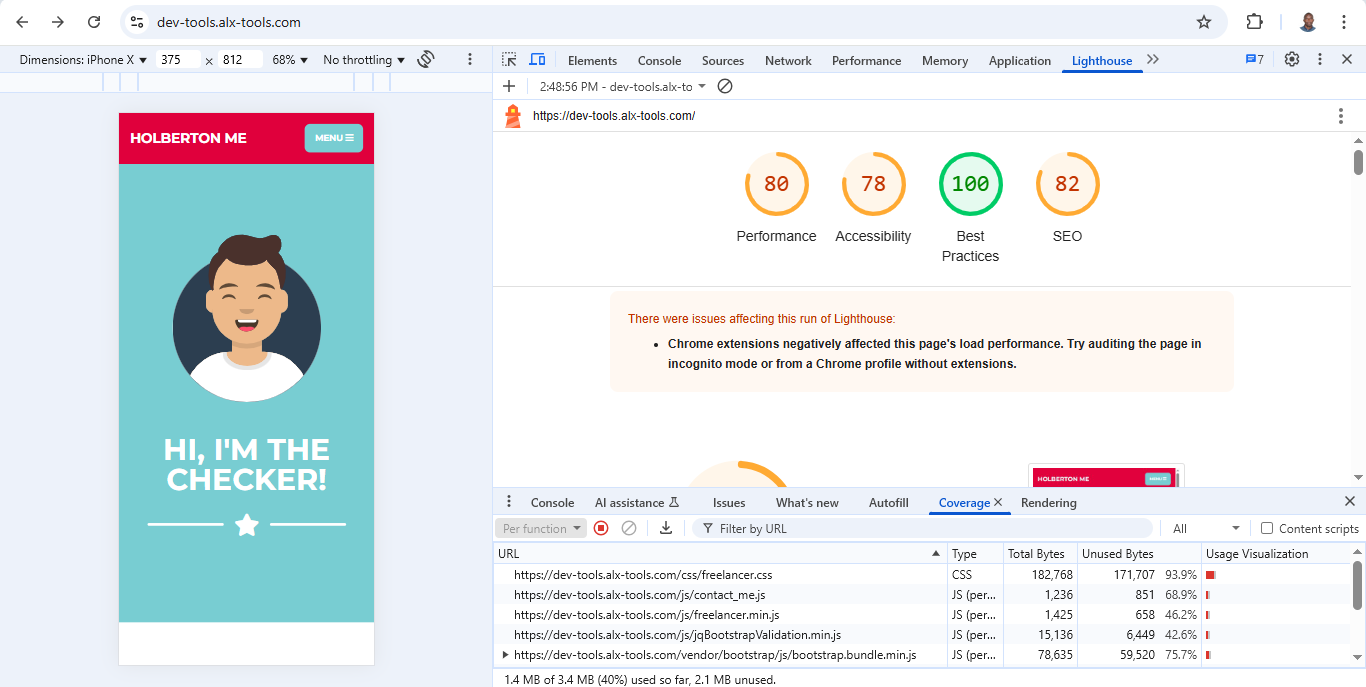 dev-tools.alx-tools.com
Dimensions: iPhone X 375 × 812 68% No throttling
Elements Console Sources Network Performance Memory Application Lighthouse 7
2:48:56 PM - dev-tools.alx-to
https://dev-tools.alx-tools.com/
HOLBERTON ME MENU
HI, I'M THE
CHECKER!
80 78 100 82
Performance Accessibility Best SEO
Practices
There were issues affecting this run of Lighthouse:
• Chrome extensions negatively affected this page's load performance. Try auditing the page in
incognito mode or from a Chrome profile without extensions.
HOLBERTON ME MENU
Console AI assistance Issues What's new Autofill Coverage Rendering
Per function Filter by URL All Content scripts
URL Type Total Bytes Unused Bytes Usage Visualization
https://dev-tools.alx-tools.com/css/freelancer.css CSS 182,768 171,707 93.9%
https://dev-tools.alx-tools.com/js/contact_me.js JS (per... 1,236 851 68.9%
https://dev-tools.alx-tools.com/js/freelancer.min.js JS (per... 1,425 658 46.2%
https://dev-tools.alx-tools.com/js/jqBootstrapValidation.min.js JS (per... 15,136 6,449 42.6%
https://dev-tools.alx-tools.com/vendor/bootstrap/js/bootstrap.bundle.min.js JS (per... 78,635 59,520 75.7%
1.4 MB of 3.4 MB (40%) used so far, 2.1 MB unused.